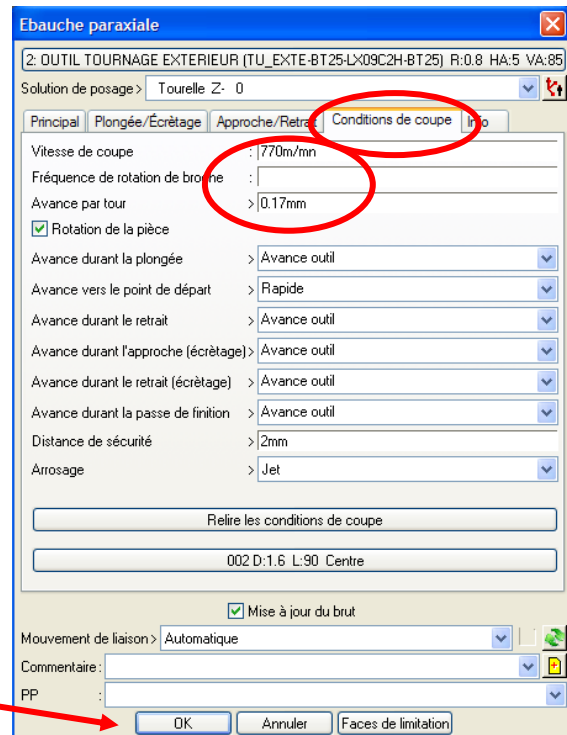 Ebauche paraxiale
2: OUTIL TOURNAGE EXTERIEUR (TU_EXTE-BT25-LX09C2H-BT25) R:0.8 HA:5 VA:85
Solution de posage > Tourelle Z- 0
Principal Plongée/Écrètage Approche/Retrait Conditions de coupe Info
Vitesse de coupe : 770m/mn
Fréquence de rotation de broche :
Avance par tour > 0.17mm
Rotation de la pièce
Avance durant la plongée > Avance outil
Avance vers le point de départ > Rapide
Avance durant le retrait > Avance outil
Avance durant l'approche (écrètage) > Avance outil
Avance durant le retrait (écrètage) > Avance outil
Avance durant la passe de finition > Avance outil
Distance de sécurité > 2mm
Arrosage > Jet
Relire les conditions de coupe
002 D:1.6 L:90 Centre
Mise à jour du brut
Mouvement de liaison > Automatique
Commentaire :
PP :
OK Annuler Faces de limitation